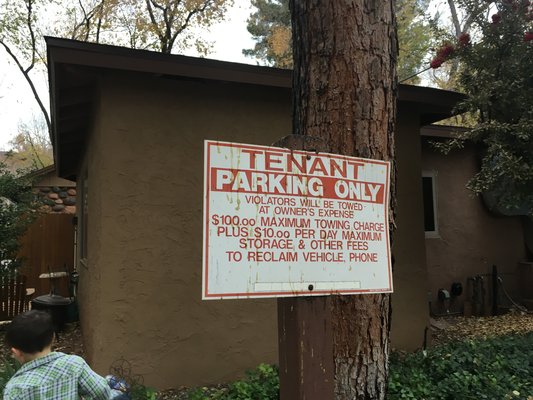 TENANT
PARKING ONLY
VIOLATORS WILL BE TOWED
AT OWNER'S EXPENSE
$100.00 MAXIMUM TOWING CHARGE
PLUS $10.00 PER DAY MAXIMUM
STORAGE & OTHER FEES
TO RECLAIM VEHICLE, PHONE